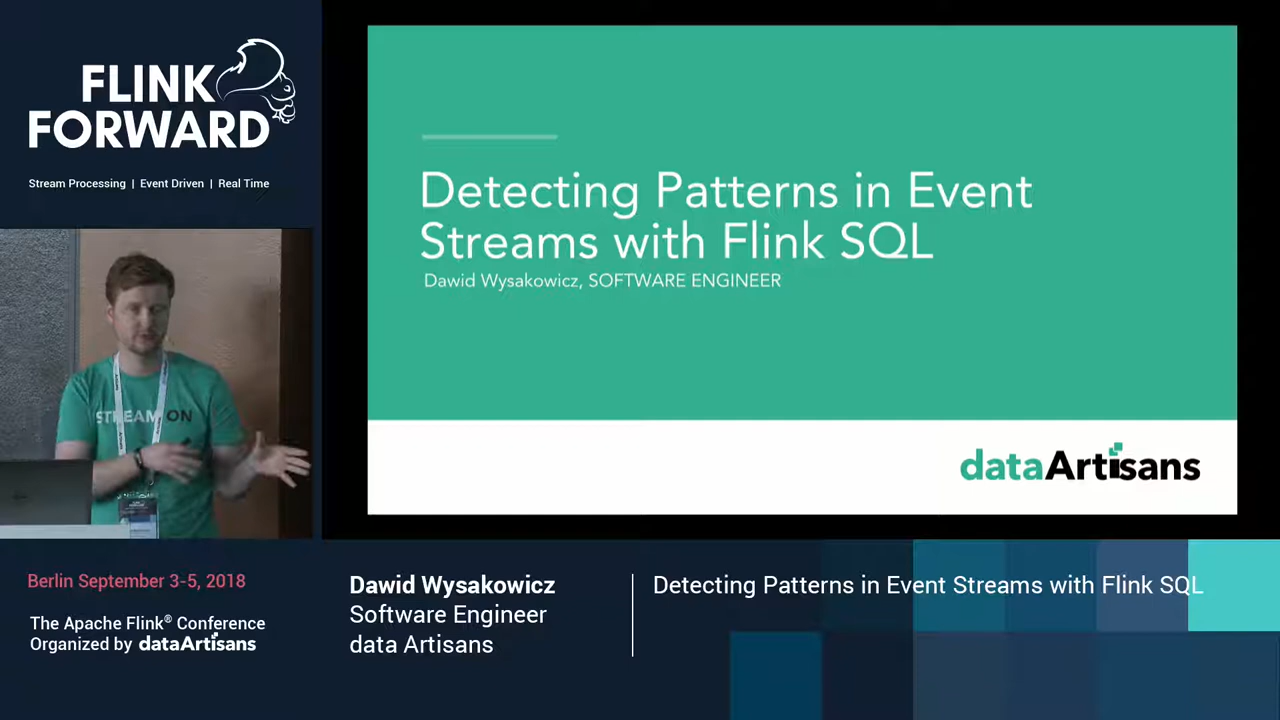 FLINK
FORWARD
Stream Processing | Event Driven | Real Time
Detecting Patterns in Event
Streams with Flink SQL
Dawid Wysakowicz, SOFTWARE ENGINEER
dataArtisans
STREAM ON
Berlin September 3-5, 2018
The Apache Flink® Conference
Organized by dataArtisans
Dawid Wysakowicz
Software Engineer
data Artisans
Detecting Patterns in Event Streams with Flink SQL